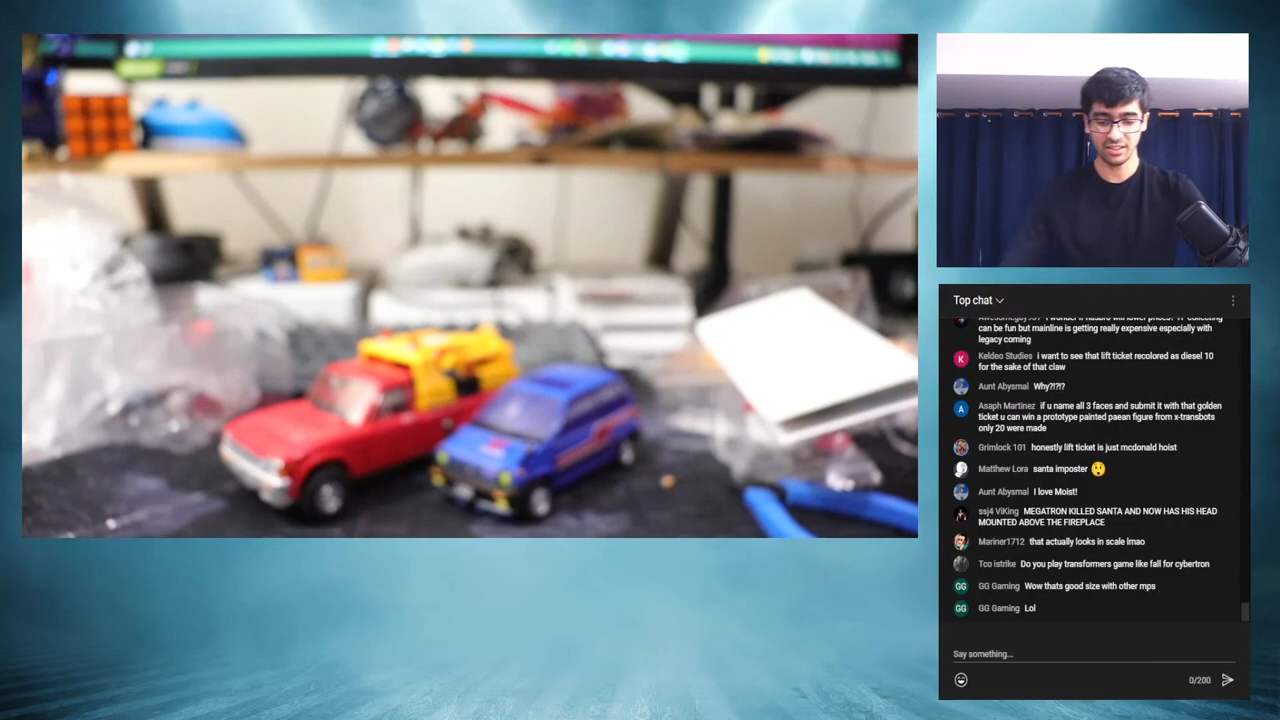 Top chat
can be fun but mainline is getting really expensive especially with
legacy coming
Keldeo Studies i want to see that lift ticket recolored as diesel 10
for the sake of that claw
Aunt Abysmal Why?!?!?
Asaph Martinez if u name all 3 faces and submit it with that golden
ticket u can win a prototype painted paean figure from x-transbots
only 20 were made
Grimlock 101 honestly lift ticket is just mcdonald hoist
Matthew Lora santa imposter 😲
Aunt Abysmal I love Moist!
ssj4 ViKing MEGATRON KILLED SANTA AND NOW HAS HIS HEAD
MOUNTED ABOVE THE FIREPLACE
Mariner1712 that actually looks in scale lmao
Tco istrike Do you play transformers game like fall for cybertron
GG GG Gaming Wow thats good size with other mps
GG GG Gaming Lol
Say something...
0/200